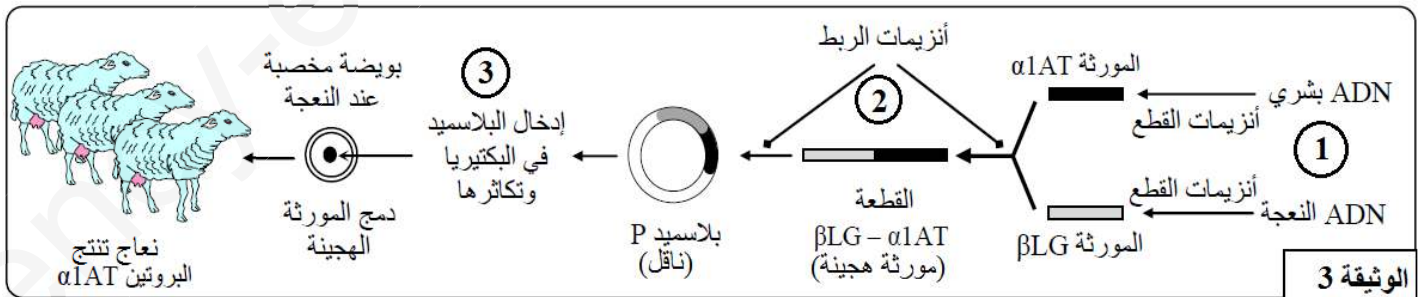 أنزيمات الربط
ADN بشري
أنزيمات القطع
المورثة α1AT
1
ADN النعجة
أنزيمات القطع
المورثة βLG
2
القطعة
βLG – α1AT
(مورثة هجينة)
بلاسميد P
(ناقل)
3
إدخال البلاسميد
في البكتيريا
وتكاثرها
بويضة مخصبة
عند النعجة
دمج المورثة
الهجينة
نعاج تنتج
البروتين α1AT
الوثيقة 3